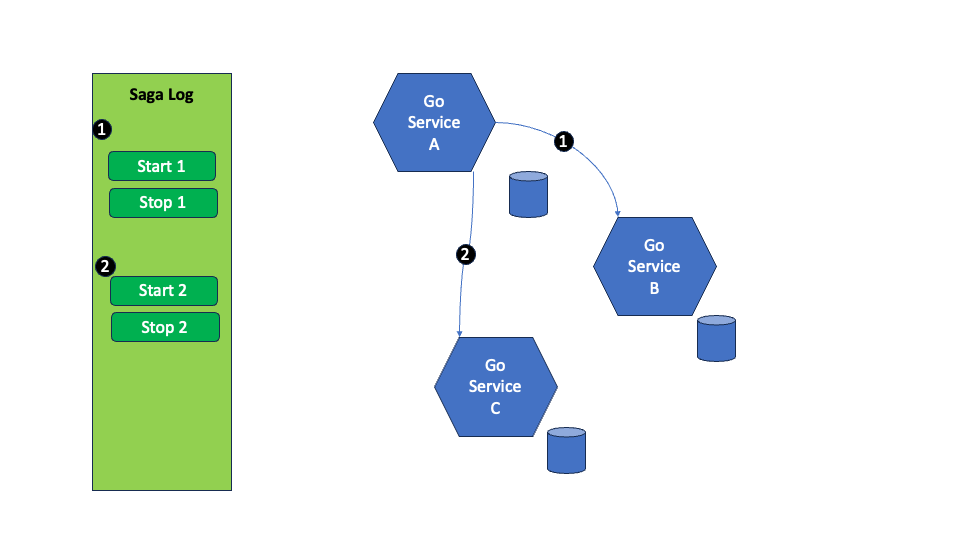 Saga Log
1
Start 1
Stop 1
2
Start 2
Stop 2
Go
Service
A
1
2
Go
Service
B
Go
Service
C